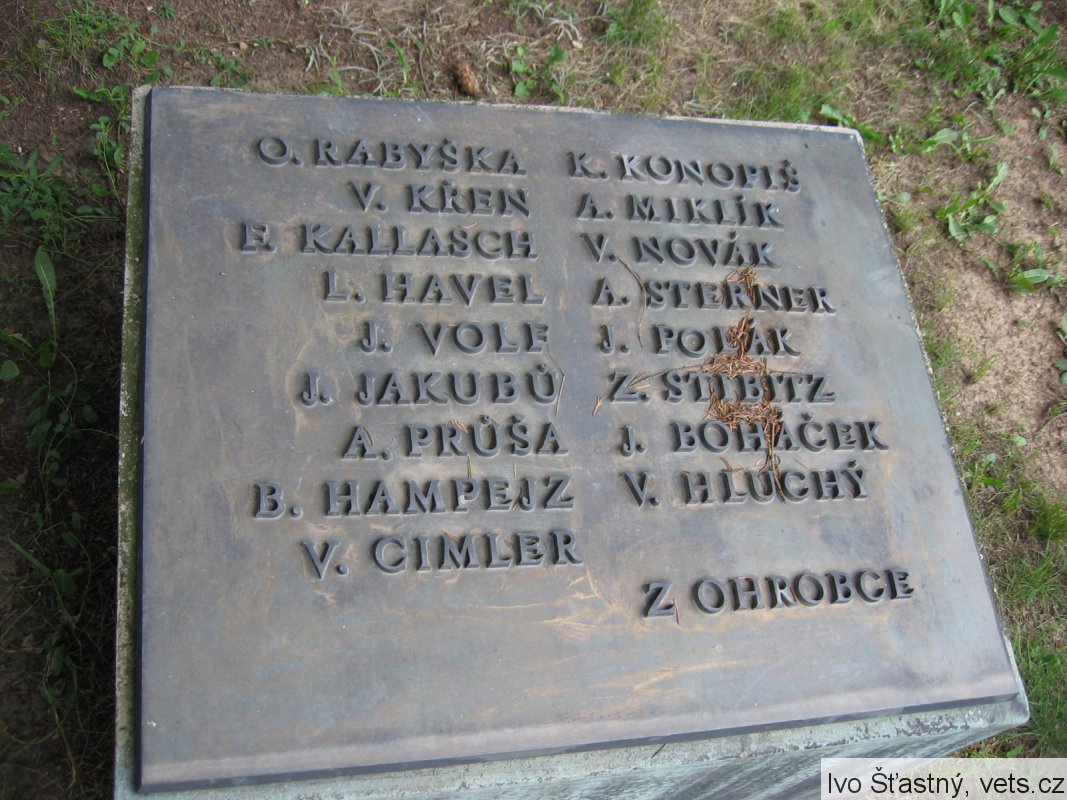 O. RABYŠKA
V. KŘEN
E. KALLASCH
L. HAVEL
J. VOLF
J. JAKUBŮ
A. PRŮŠA
B. HAMPEJZ
V. CIMLER
K. KONOPIŠ
A. MIKLÍK
V. NOVÁK
A. STERNER
J. POLÁK
Z. STIBITZ
J. BOHÁČEK
V. HLUCHÝ
Z OHROBCE
Ivo Šťastný, vets.cz